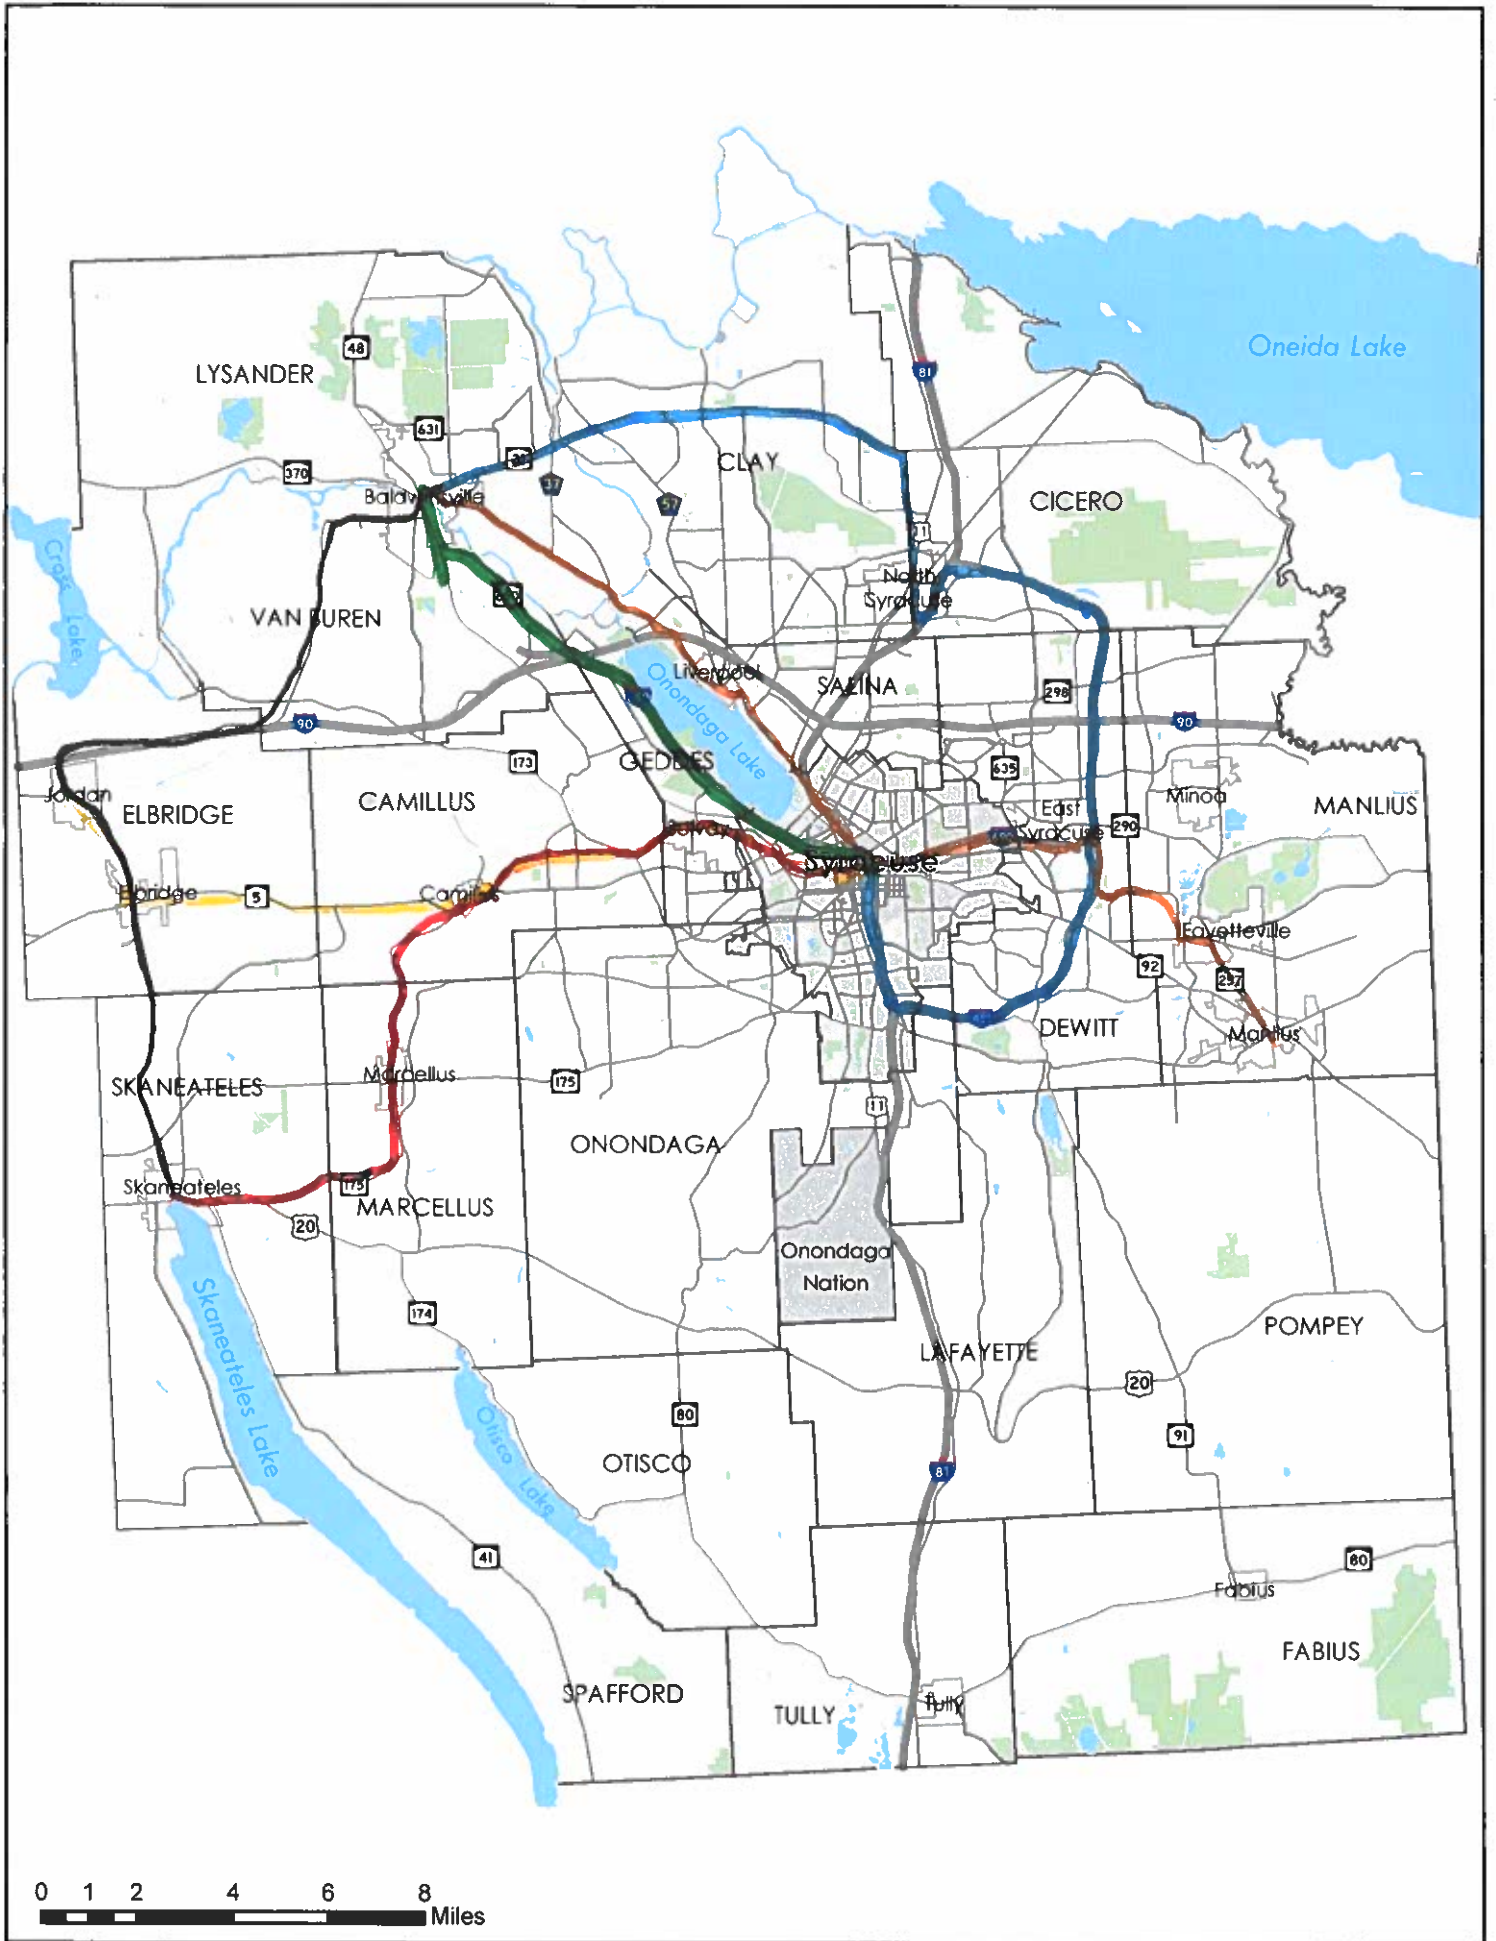 Oneida Lake
81
48
LYSANDER
631
31
370
CLAY
37
Baldwinsville
57
CICERO
11
Cross Lake
North
Syracuse
VAN BUREN
Onondaga Lake
Liverpool
SALINA
298
90
90
173
GEDDES
635
Jordan
ELBRIDGE
CAMILLUS
Minoa
MANLIUS
East
Syracuse
290
Solvay
Syracuse
Elbridge
5
Camillus
Fayetteville
92
257
DEWITT
Manlius
SKANEATELES
Marcellus
175
11
ONONDAGA
Skaneateles
175
MARCELLUS
20
Onondaga
Nation
Skaneateles Lake
174
POMPEY
LAFAYETTE
20
80
Otisco Lake
91
OTISCO
81
41
80
Fabius
FABIUS
SPAFFORD
Tully
TULLY
0 1 2 4 6 8
Miles